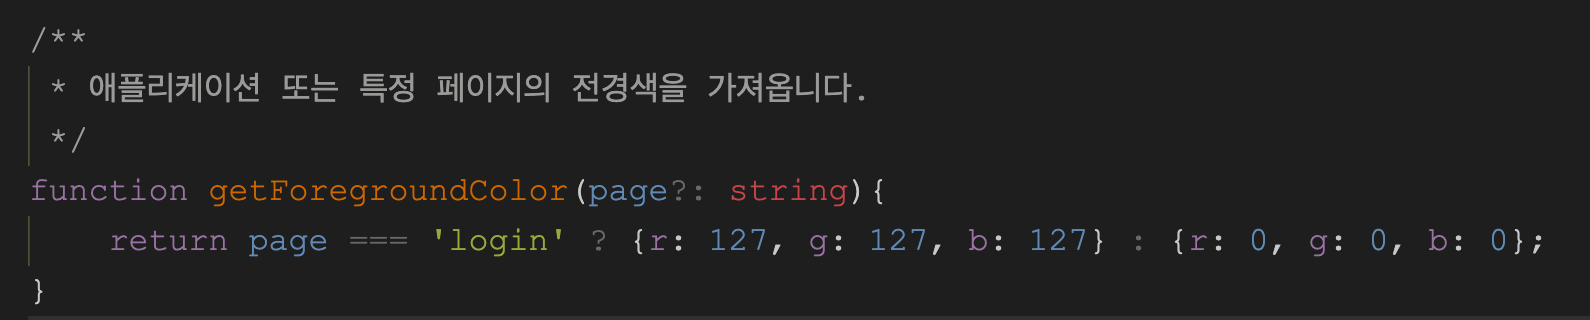 /**
 * 애플리케이션 또는 특정 페이지의 전경색을 가져옵니다.
 */
function getForegroundColor(page?: string){
    return page === 'login' ? {r: 127, g: 127, b: 127} : {r: 0, g: 0, b: 0};
}